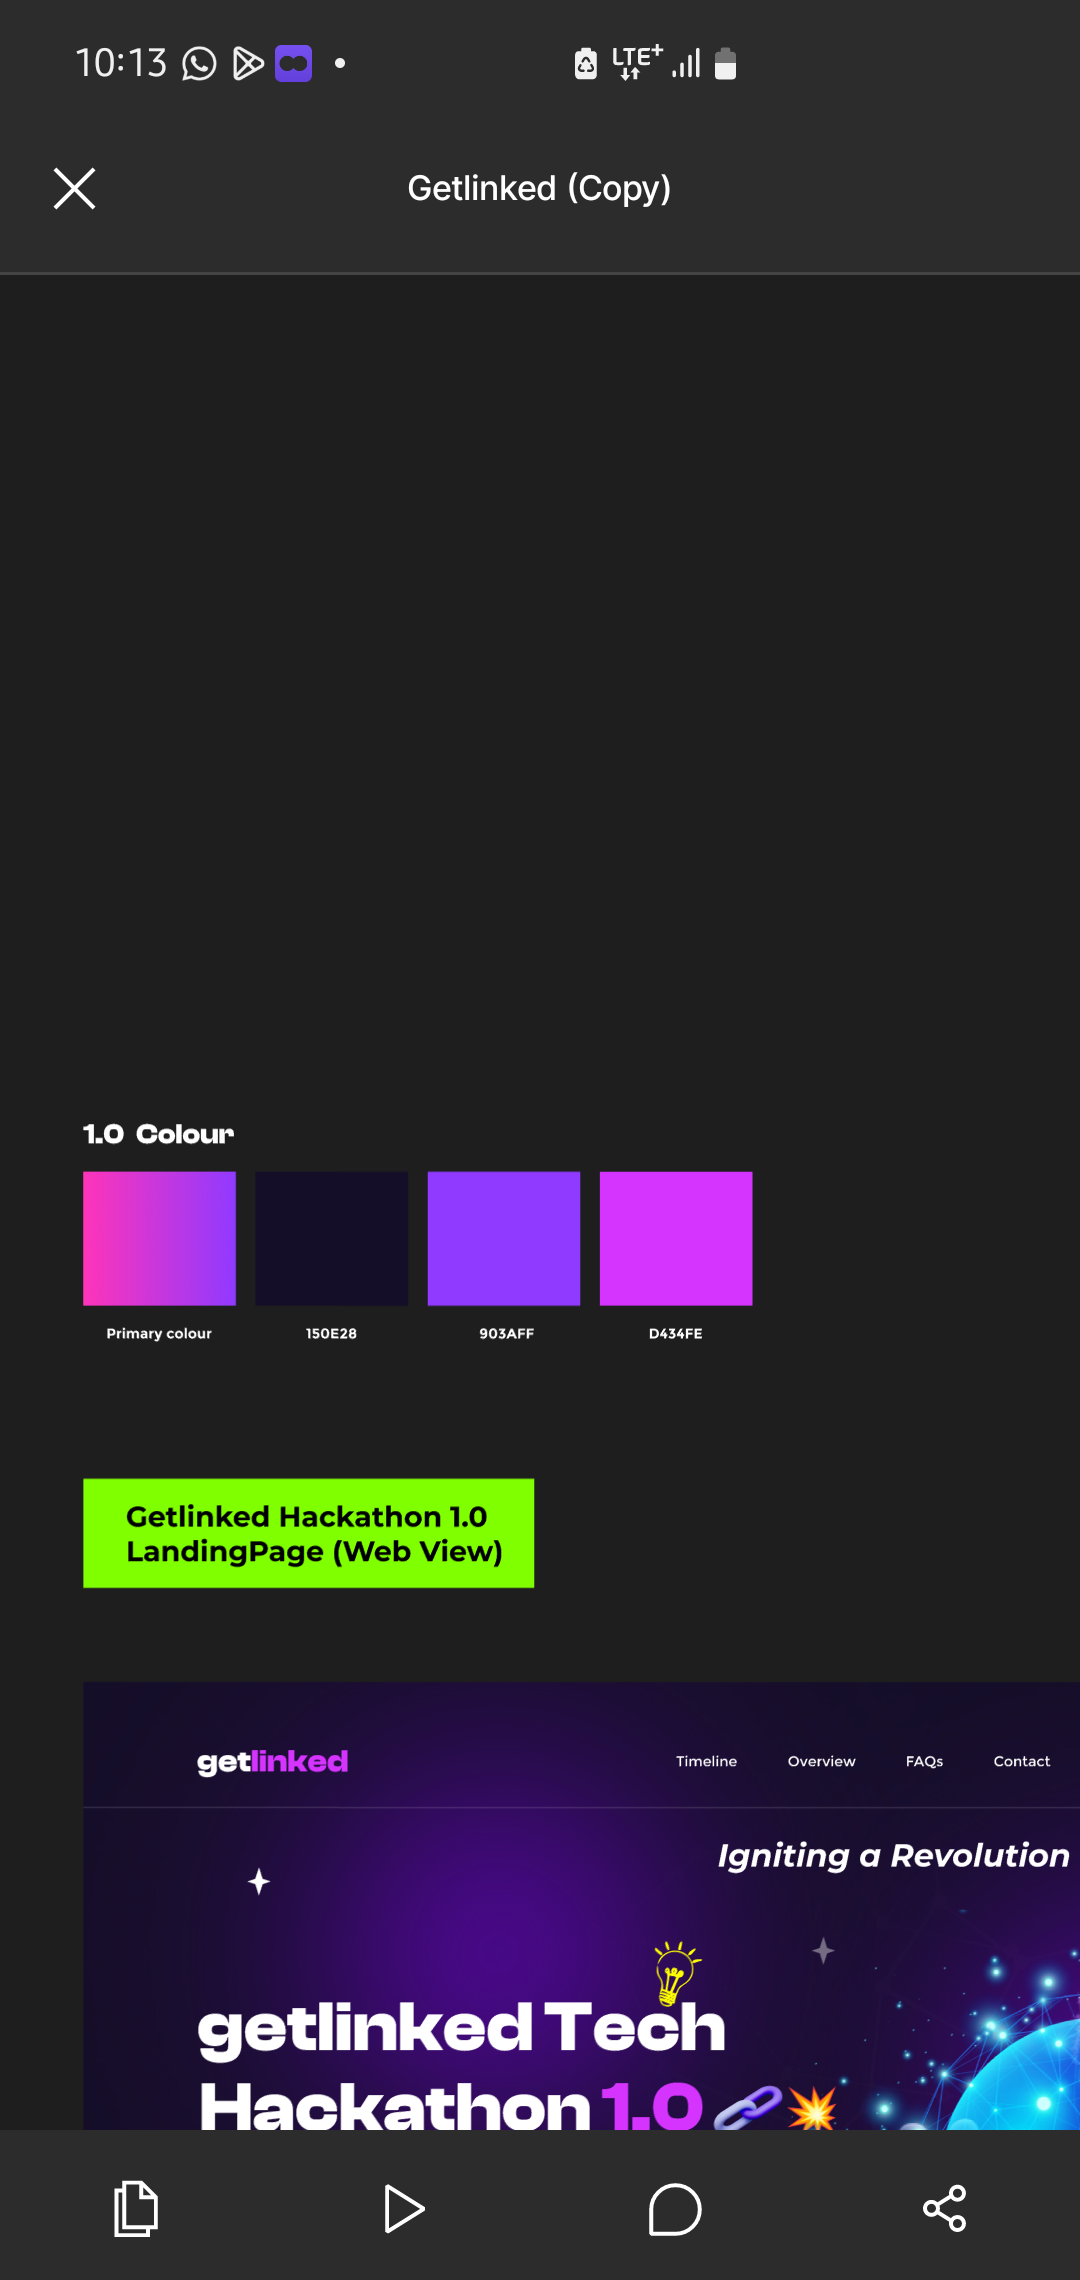 10:13
LTE+
Getlinked (Copy)
1.0 Colour
Primary colour
150E28
903AFF
D434FE
Getlinked Hackathon 1.0
LandingPage (Web View)
getlinked
Timeline
Overview
FAQs
Contact
Igniting a Revolution
getlinked Tech
Hackathon 1.0